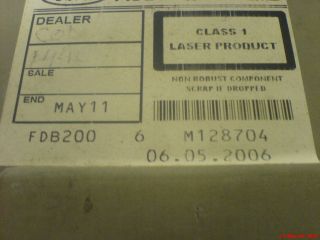 DEALER
CLASS 1
LASER PRODUCT
SALE
NON ROBUST COMPONENT
SCRAP IF DROPPED
END MAY11
FDB200 6 M128704
06.05.2006